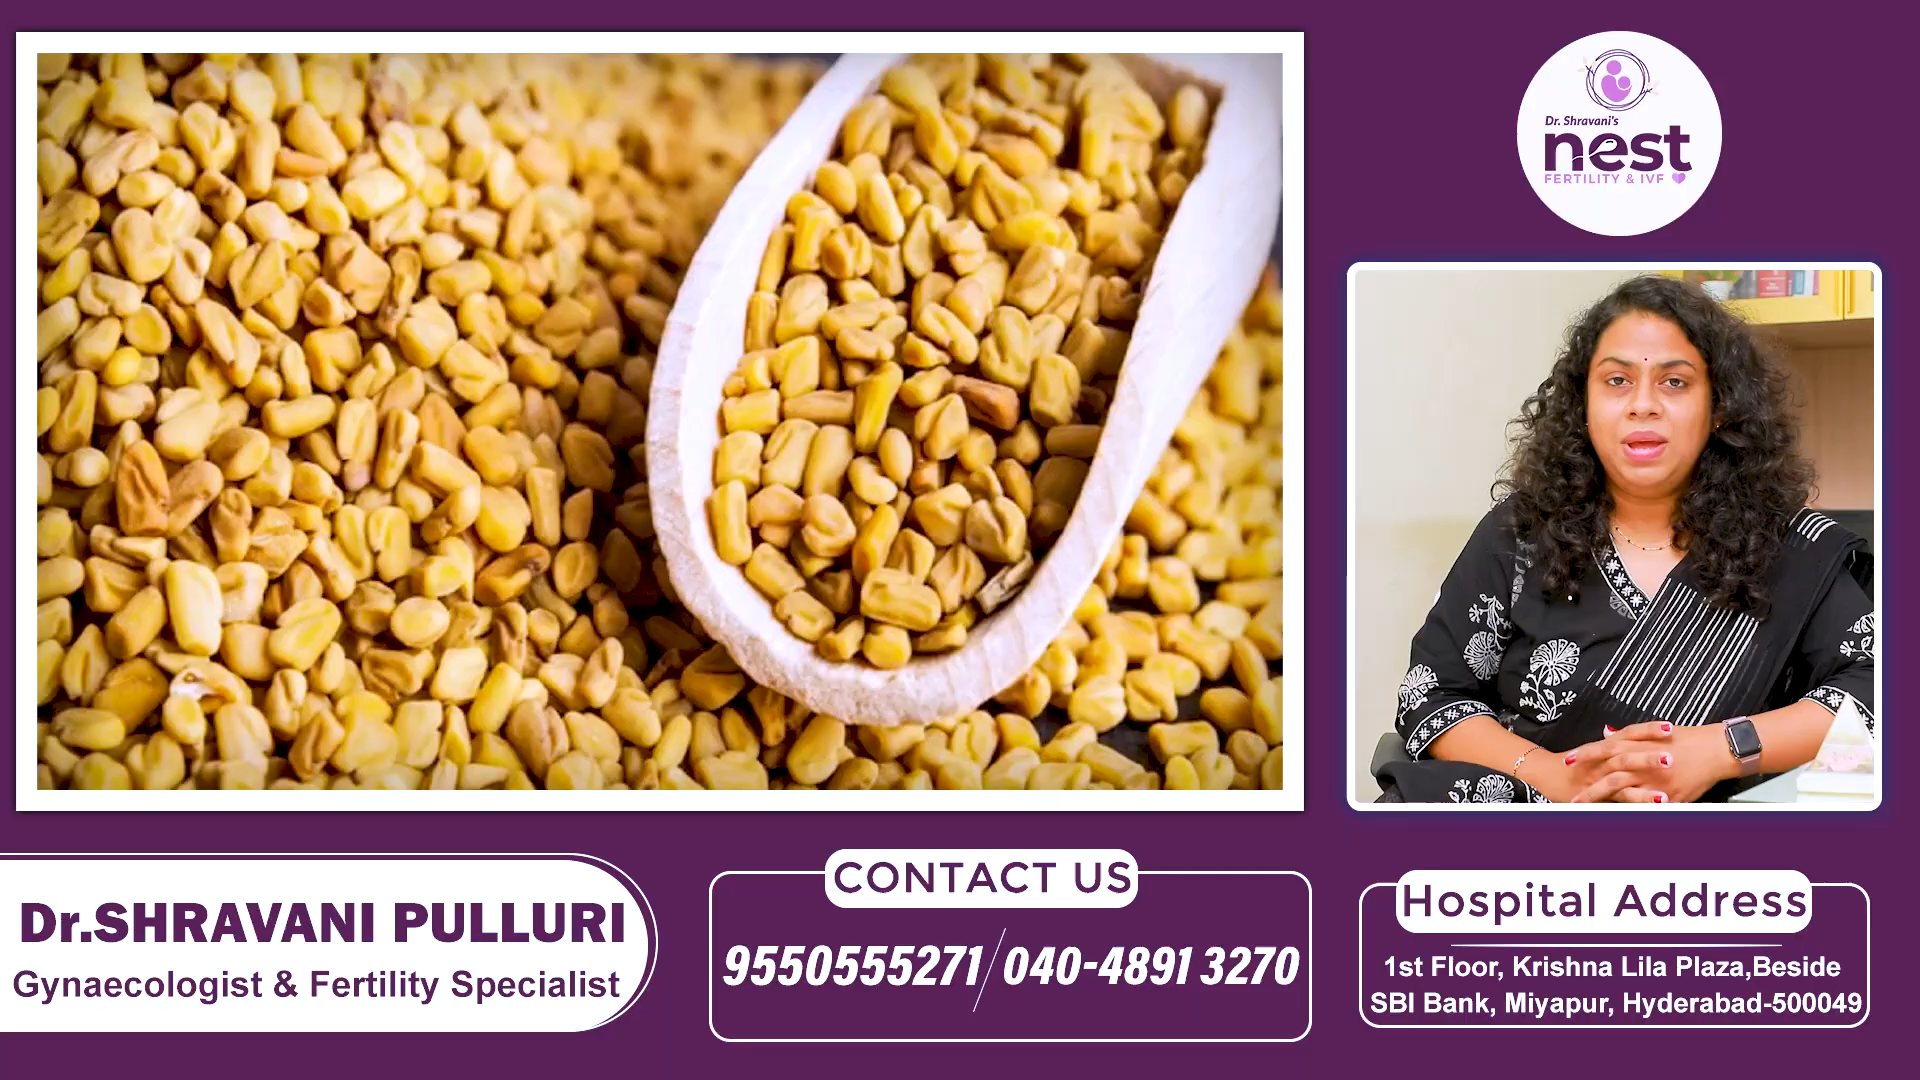 Dr. Shravani's
nest
FERTILITY & IVF
Dr.SHRAVANI PULLURI
Gynaecologist & Fertility Specialist
CONTACT US
9550555271/040-4891 3270
Hospital Address
1st Floor, Krishna Lila Plaza,Beside
SBI Bank, Miyapur, Hyderabad-500049